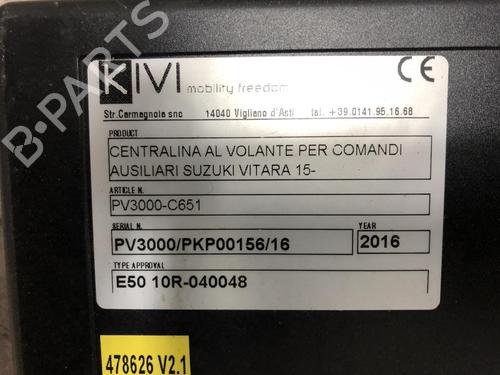 KIVI
mobility freedom
CE
Str.Carmagnola snc 14040 Vigliano d'Asti tel. +39.0141.95.16.68
PRODUCT
CENTRALINA AL VOLANTE PER COMANDI
AUSILIARI SUZUKI VITARA 15-
ARTICLE N.
PV3000-C651
SERIAL N. YEAR
PV3000/PKP00156/16 2016
TYPE APPROVAL
E50 10R-040048
478626 V2.1
B-PARTS